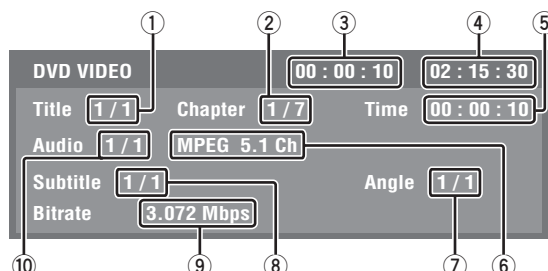 ① ② ③ ④ ⑤
DVD VIDEO 00 : 00 : 10 02 : 15 : 30
Title 1 / 1 Chapter 1 / 7 Time 00 : 00 : 10
Audio 1 / 1 MPEG 5.1 Ch
Subtitle 1 / 1 Angle 1 / 1
Bitrate 3.072 Mbps
⑩ ⑨ ⑧ ⑦ ⑥